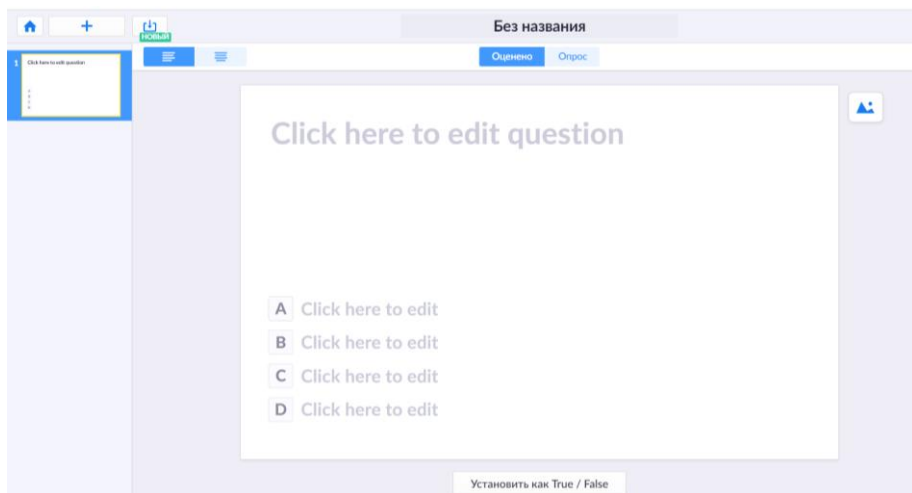 +
НОВЫЙ
Без названия
Оценено Опрос
1 Click here to edit question
Click here to edit question
A Click here to edit
B Click here to edit
C Click here to edit
D Click here to edit
Установить как True / False